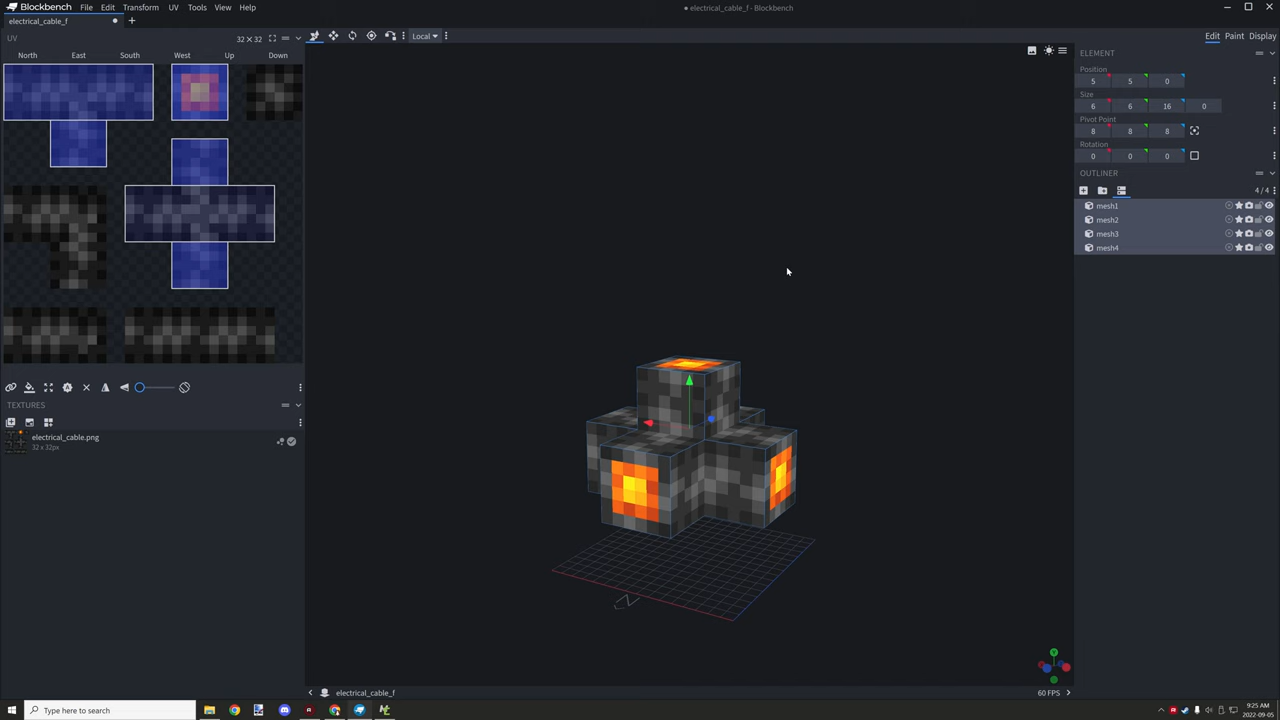 Blockbench File Edit Transform UV Tools View Help
electrical_cable_f - Blockbench
electrical_cable_f
UV 32×32
North East South West Up Down
Local
Edit Paint Display
ELEMENT
Position
5 5 0
Size
6 6 16 0
Pivot Point
8 8 8
Rotation
0 0 0
OUTLINER
4/4
mesh1
mesh2
mesh3
mesh4
TEXTURES
electrical_cable.png
32 x 32px
N
electrical_cable_f
60 FPS
Type here to search
9:25 AM
2022-09-05